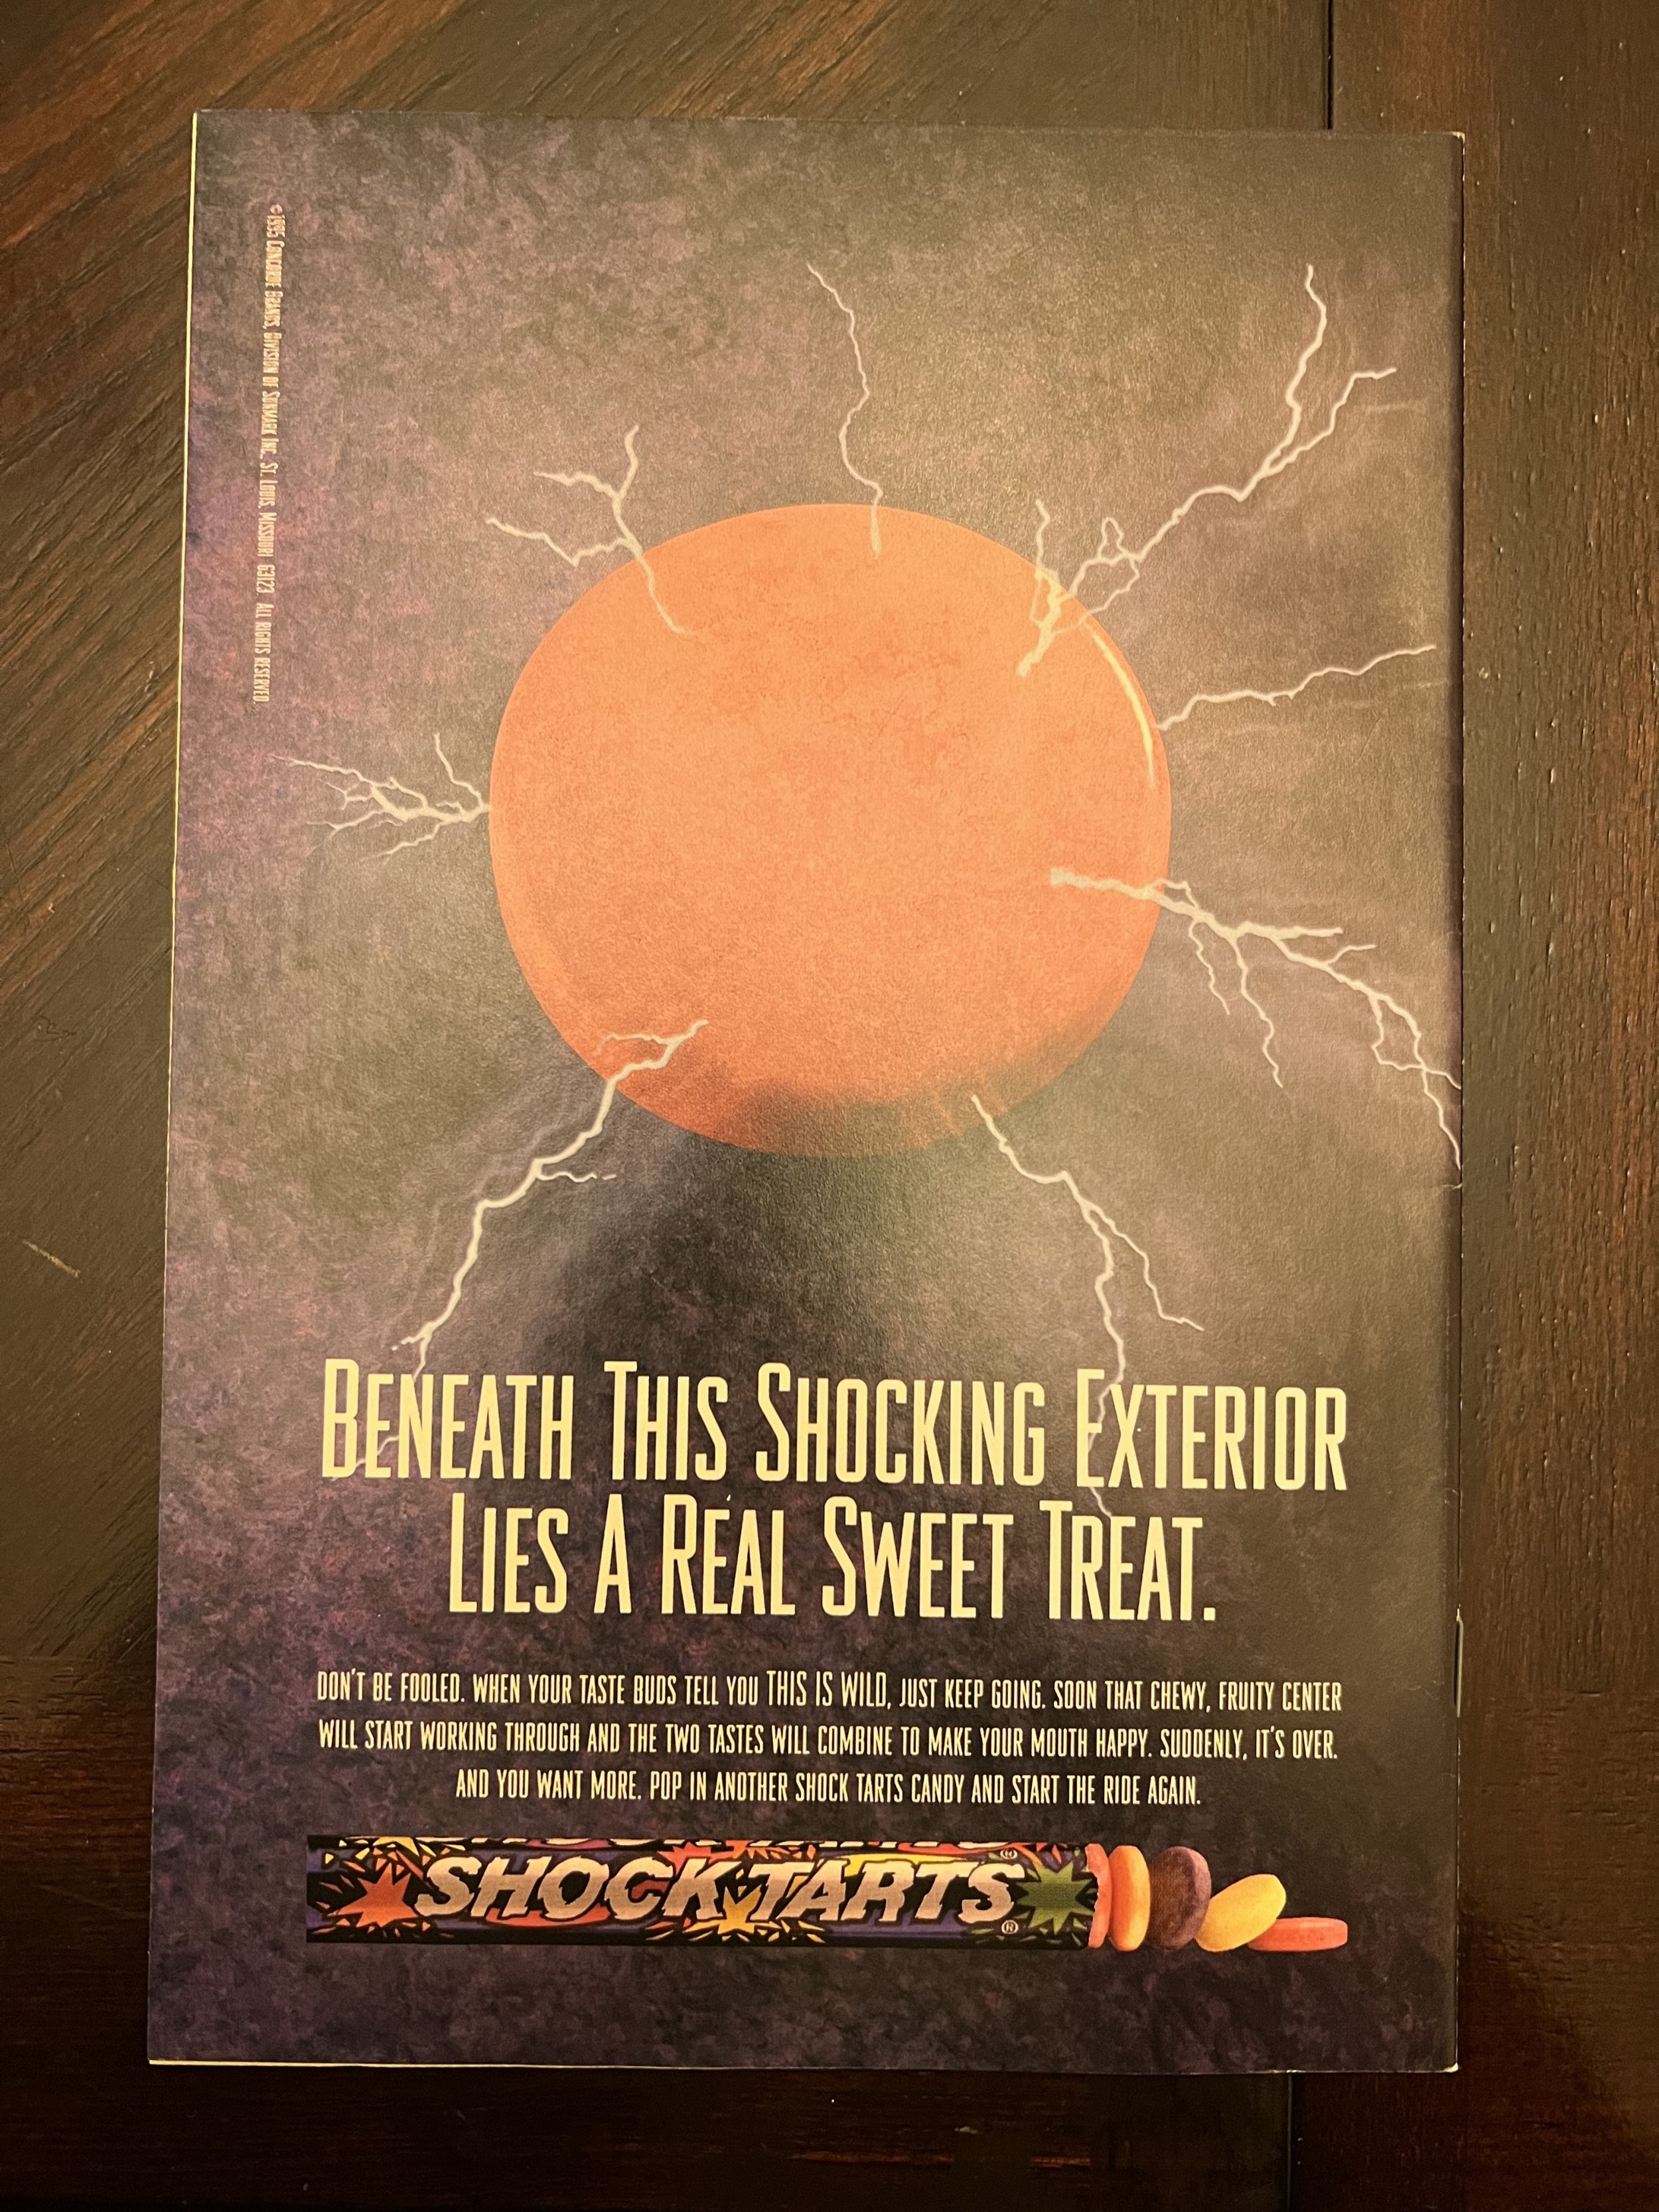 ©1995 Concorde Brands, Division of Sunmark Inc., St. Louis, Missouri 63123. All rights reserved.
Beneath This Shocking Exterior
Lies A Real Sweet Treat.
DON'T BE FOOLED. WHEN YOUR TASTE BUDS TELL YOU THIS IS WILD, JUST KEEP GOING. SOON THAT CHEWY, FRUITY CENTER
WILL START WORKING THROUGH AND THE TWO TASTES WILL COMBINE TO MAKE YOUR MOUTH HAPPY. SUDDENLY, IT'S OVER.
AND YOU WANT MORE. POP IN ANOTHER SHOCK TARTS CANDY AND START THE RIDE AGAIN.
SHOCK TARTS®